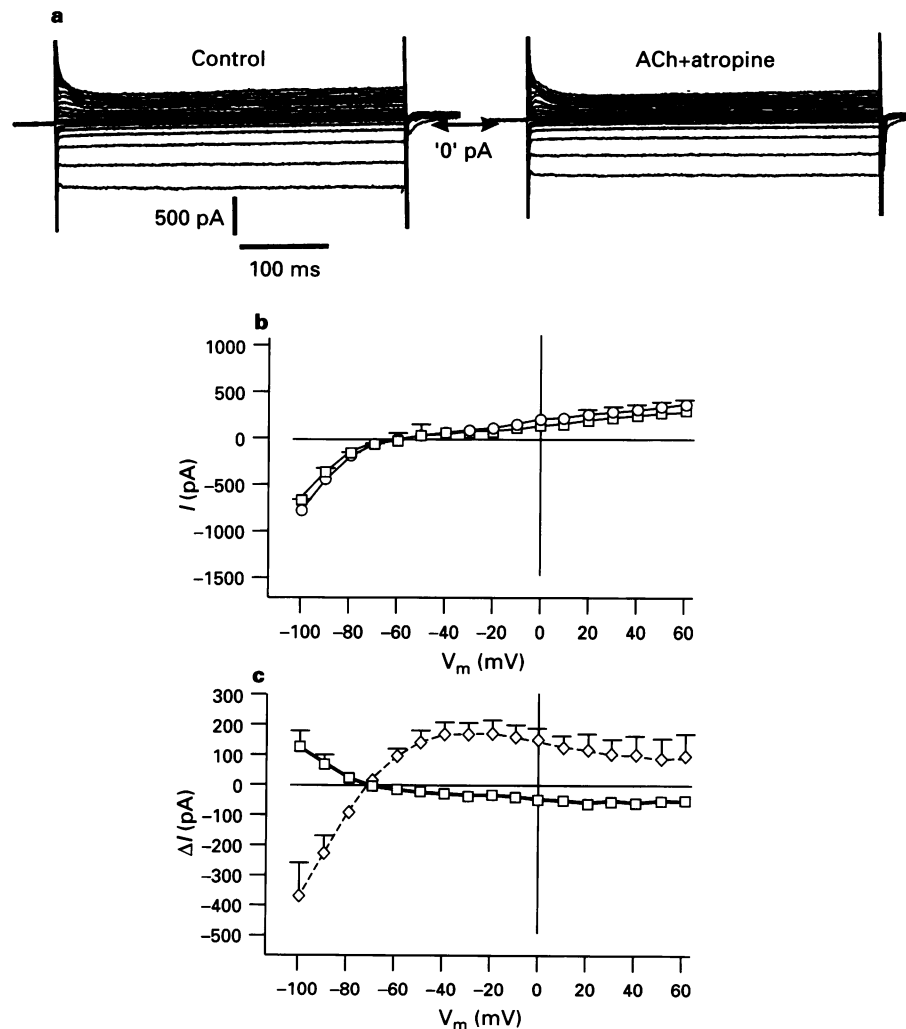 a
Control
ACh+atropine
'0' pA
500 pA
100 ms
b
1000
500
0
−500
−1000
−1500
I (pA)
−100 −80 −60 −40 −20 0 20 40 60
Vm (mV)
c
300
200
100
0
−100
−200
−300
−400
−500
ΔI (pA)
−100 −80 −60 −40 −20 0 20 40 60
Vm (mV)